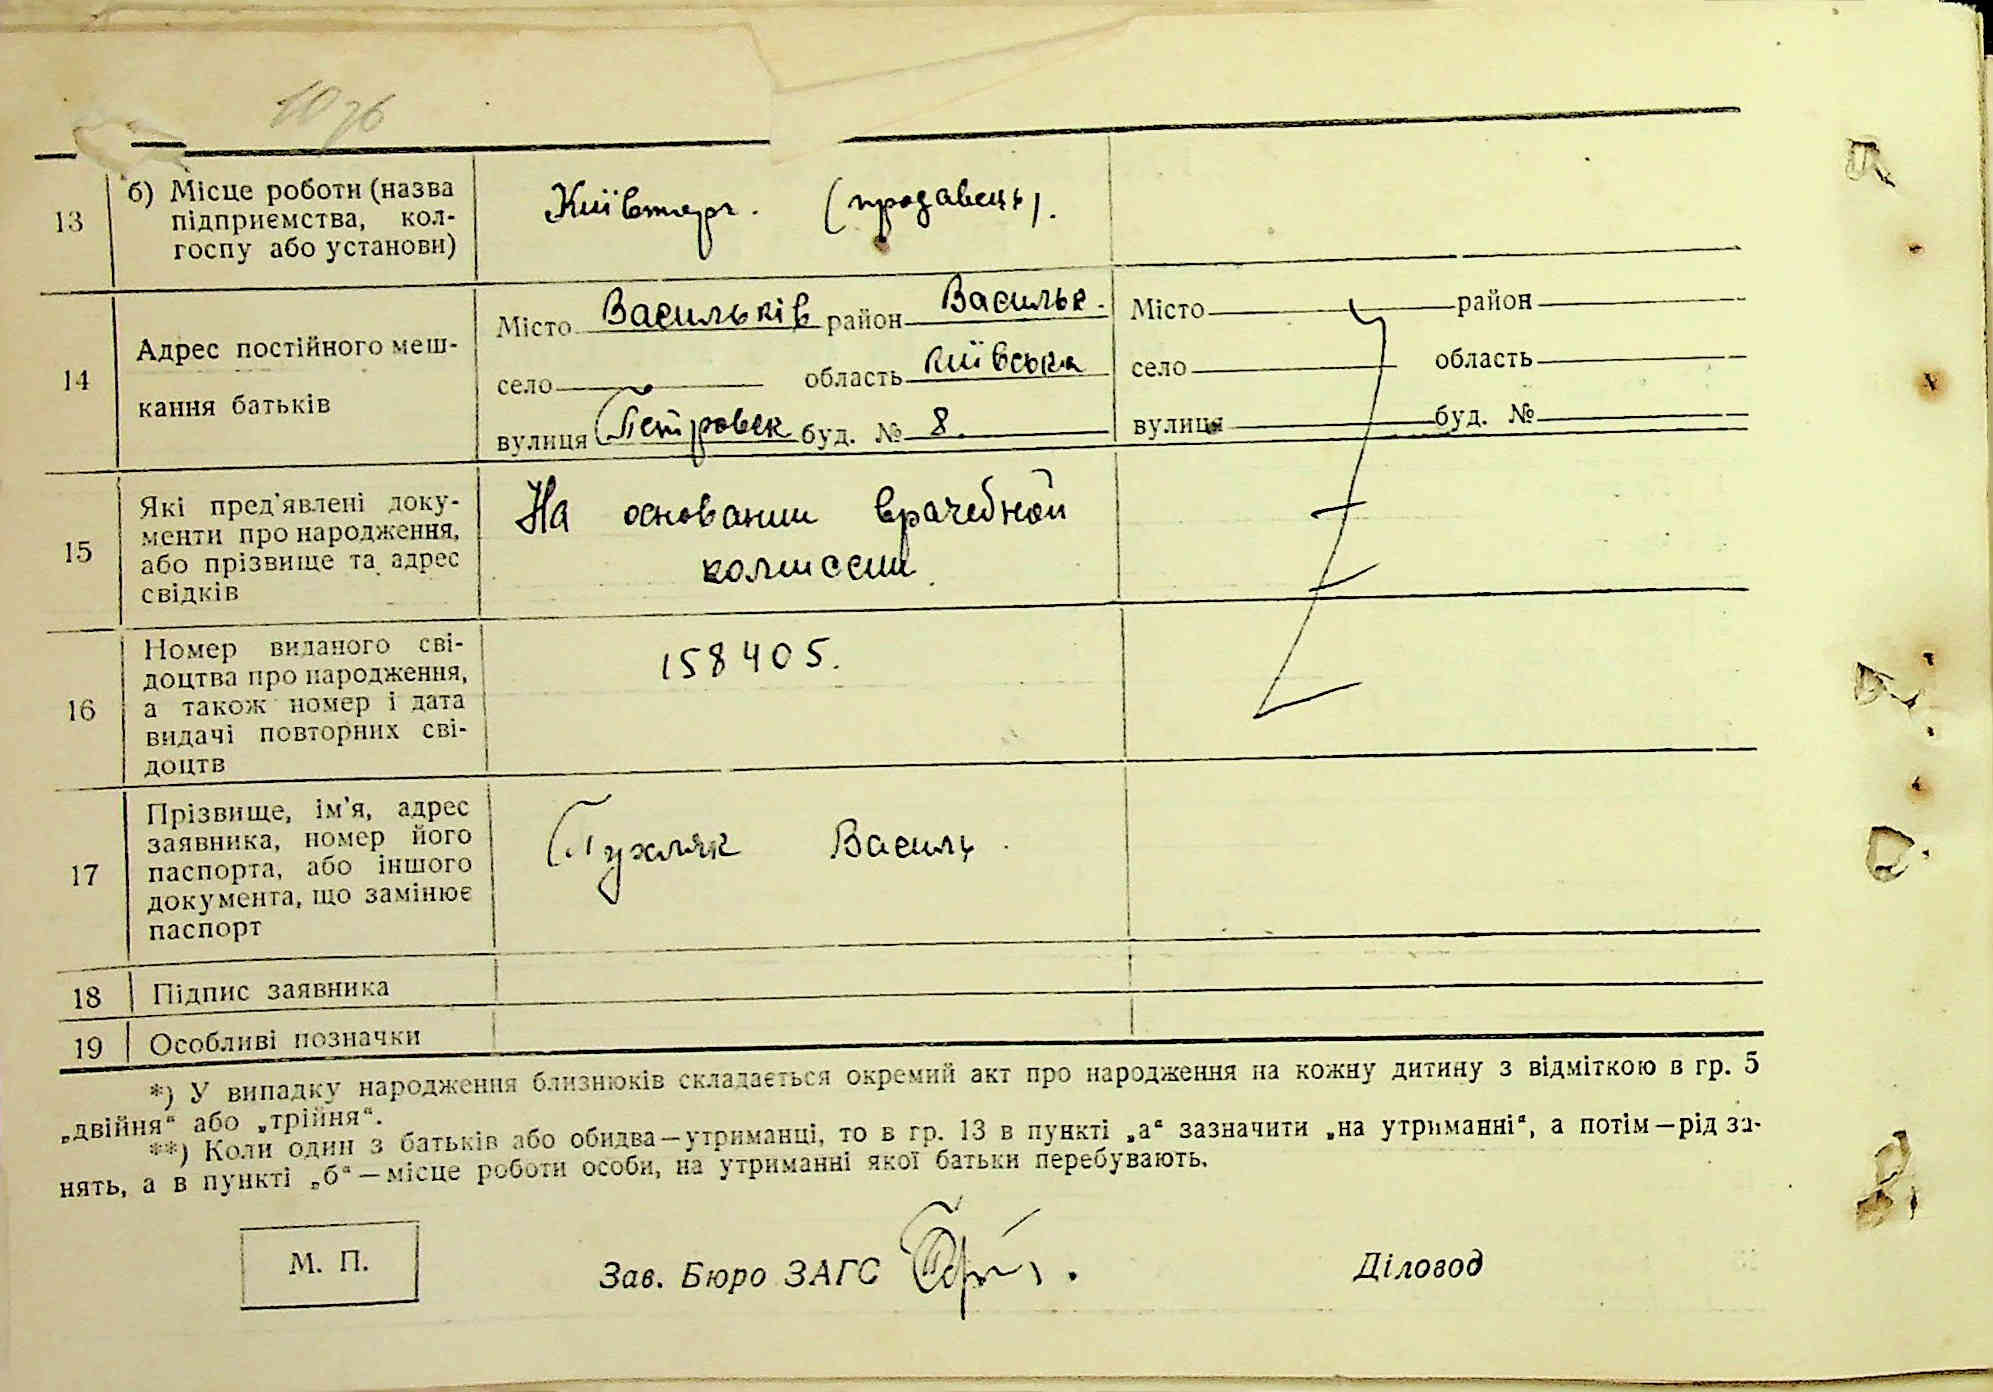 1076
13 б) Місце роботи (назва
підприємства, кол-
госпу або установи)
Київторг. (продавець).
14 Адрес постійного меш-
кання батьків
Місто Васильків район Васильк.
село область Київська
вулиця Петровск буд. № 8.
Місто район
село область
вулиця буд. №
15 Які пред'явлені доку-
менти про народження,
або прізвище та адрес
свідків
На основании врачебной
комиссии
16 Номер виданого сві-
доцтва про народження,
а також номер і дата
видачі повторних сві-
доцтв
158405.
17 Прізвище, ім'я, адрес
заявника, номер його
паспорта, або іншого
документа, що замінює
паспорт
Пухляк Василь.
18 Підпис заявника
19 Особливі позначки
*) У випадку народження близнюків складається окремий акт про народження на кожну дитину з відміткою в гр. 5
„двійня“ або „трійня“.
**) Коли один з батьків або обидва—утриманці, то в гр. 13 в пункті „а“ зазначити „на утриманні“, а потім—рід за-
нять, а в пункті „б“—місце роботи особи, на утриманні якої батьки перебувають.
М. П.
Зав. Бюро ЗАГС
Діловод